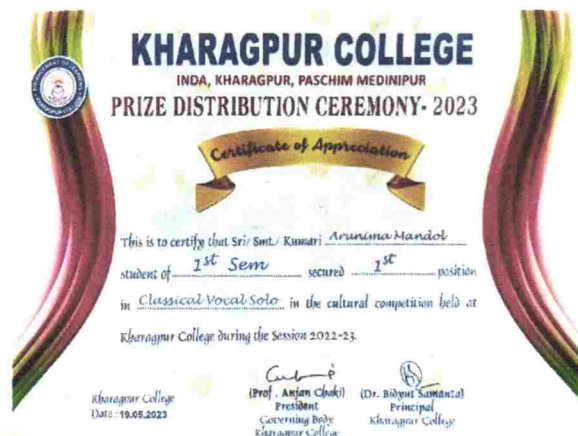 KHARAGPUR COLLEGE
INDA, KHARAGPUR, PASCHIM MEDINIPUR
PRIZE DISTRIBUTION CEREMONY- 2023
Certificate of Appreciation
This is to certify that Sri/ Smt./ Kumari Arunima Mandol
student of 1st Sem secured 1st position
in Classical Vocal Solo in the cultural competition held at
Kharagpur College during the Session 2022-23.
Kharagpur College
Date : 19.05.2023
(Prof . Anjan Chaki)
President
Governing Body
Kharagpur College
(Dr. Bidyut Samanta)
Principal
Kharagpur College